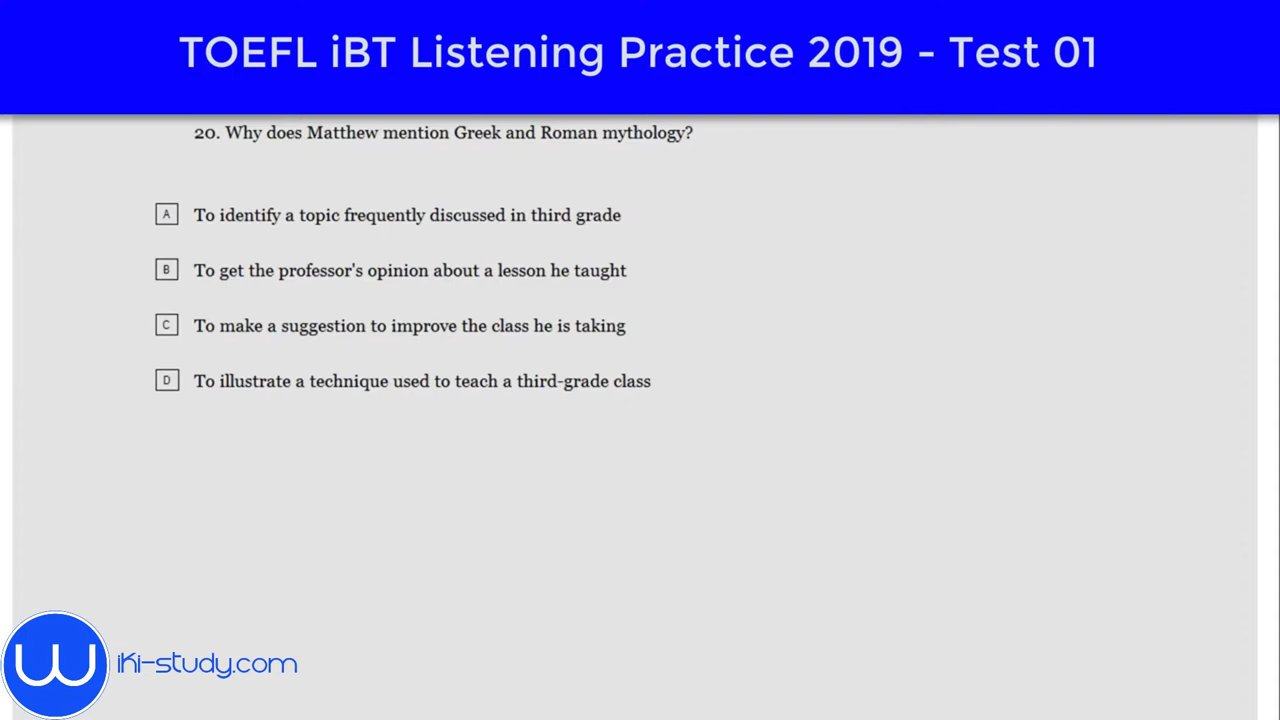 TOEFL iBT Listening Practice 2019 - Test 01
20. Why does Matthew mention Greek and Roman mythology?
A To identify a topic frequently discussed in third grade
B To get the professor's opinion about a lesson he taught
C To make a suggestion to improve the class he is taking
D To illustrate a technique used to teach a third-grade class
Wiki-study.com